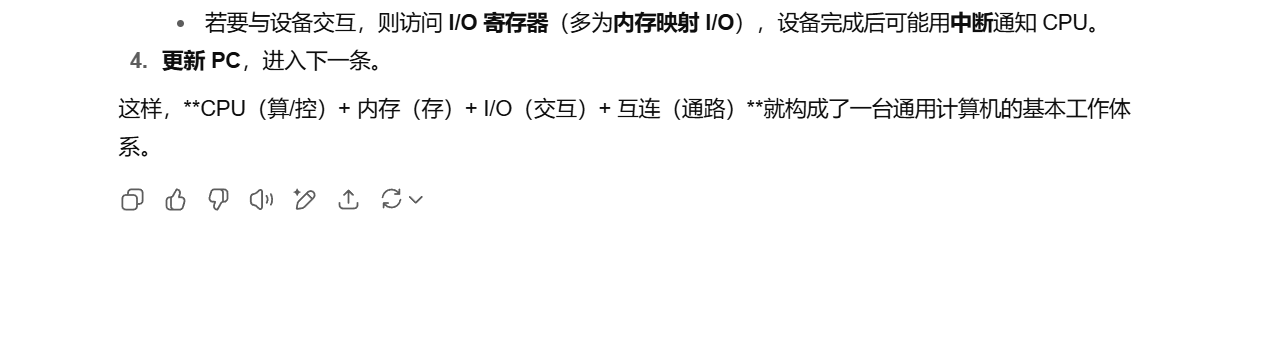 • 若要与设备交互，则访问 I/O 寄存器（多为内存映射 I/O），设备完成后可能用中断通知 CPU。
4. 更新 PC，进入下一条。
这样，**CPU（算/控）+ 内存（存）+ I/O（交互）+ 互连（通路）**就构成了一台通用计算机的基本工作体
系。